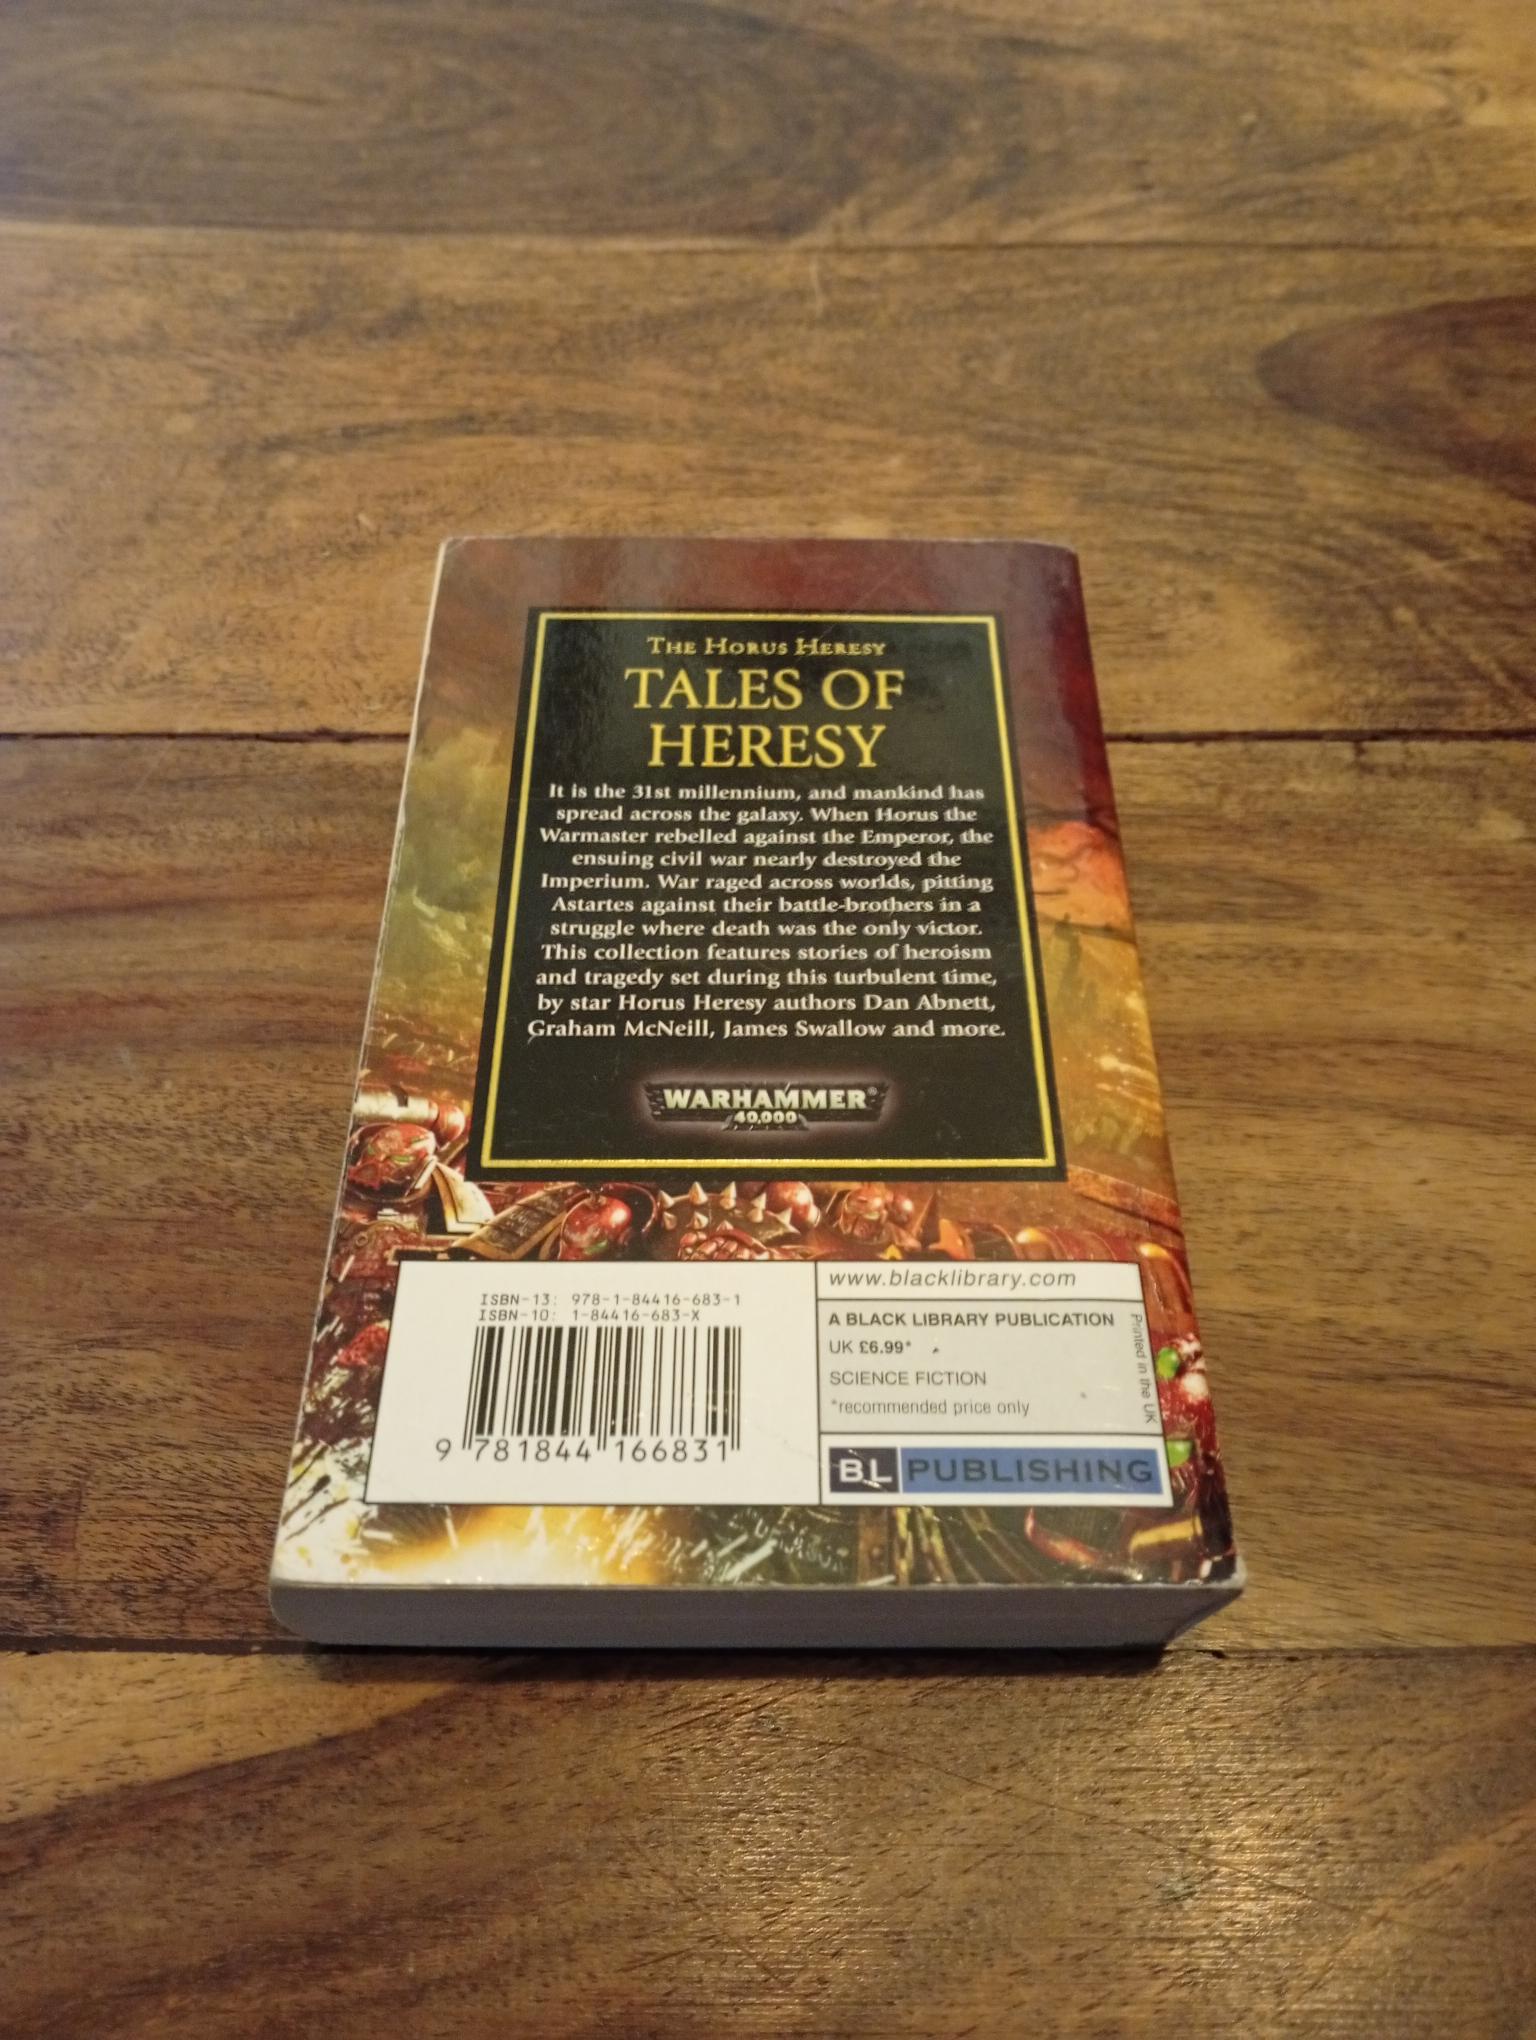 The Horus Heresy
TALES OF
HERESY
It is the 31st millennium, and mankind has
spread across the galaxy. When Horus the
Warmaster rebelled against the Emperor, the
ensuing civil war nearly destroyed the
Imperium. War raged across worlds, pitting
Astartes against their battle-brothers in a
struggle where death was the only victor.
This collection features stories of heroism
and tragedy set during this turbulent time,
by star Horus Heresy authors Dan Abnett,
Graham McNeill, James Swallow and more.
WARHAMMER®
40,000
ISBN-13: 978-1-84416-683-1
ISBN-10: 1-84416-683-X
9 781844 166831
www.blacklibrary.com
A BLACK LIBRARY PUBLICATION
UK £6.99*
SCIENCE FICTION
*recommended price only
Printed in the UK
BL PUBLISHING